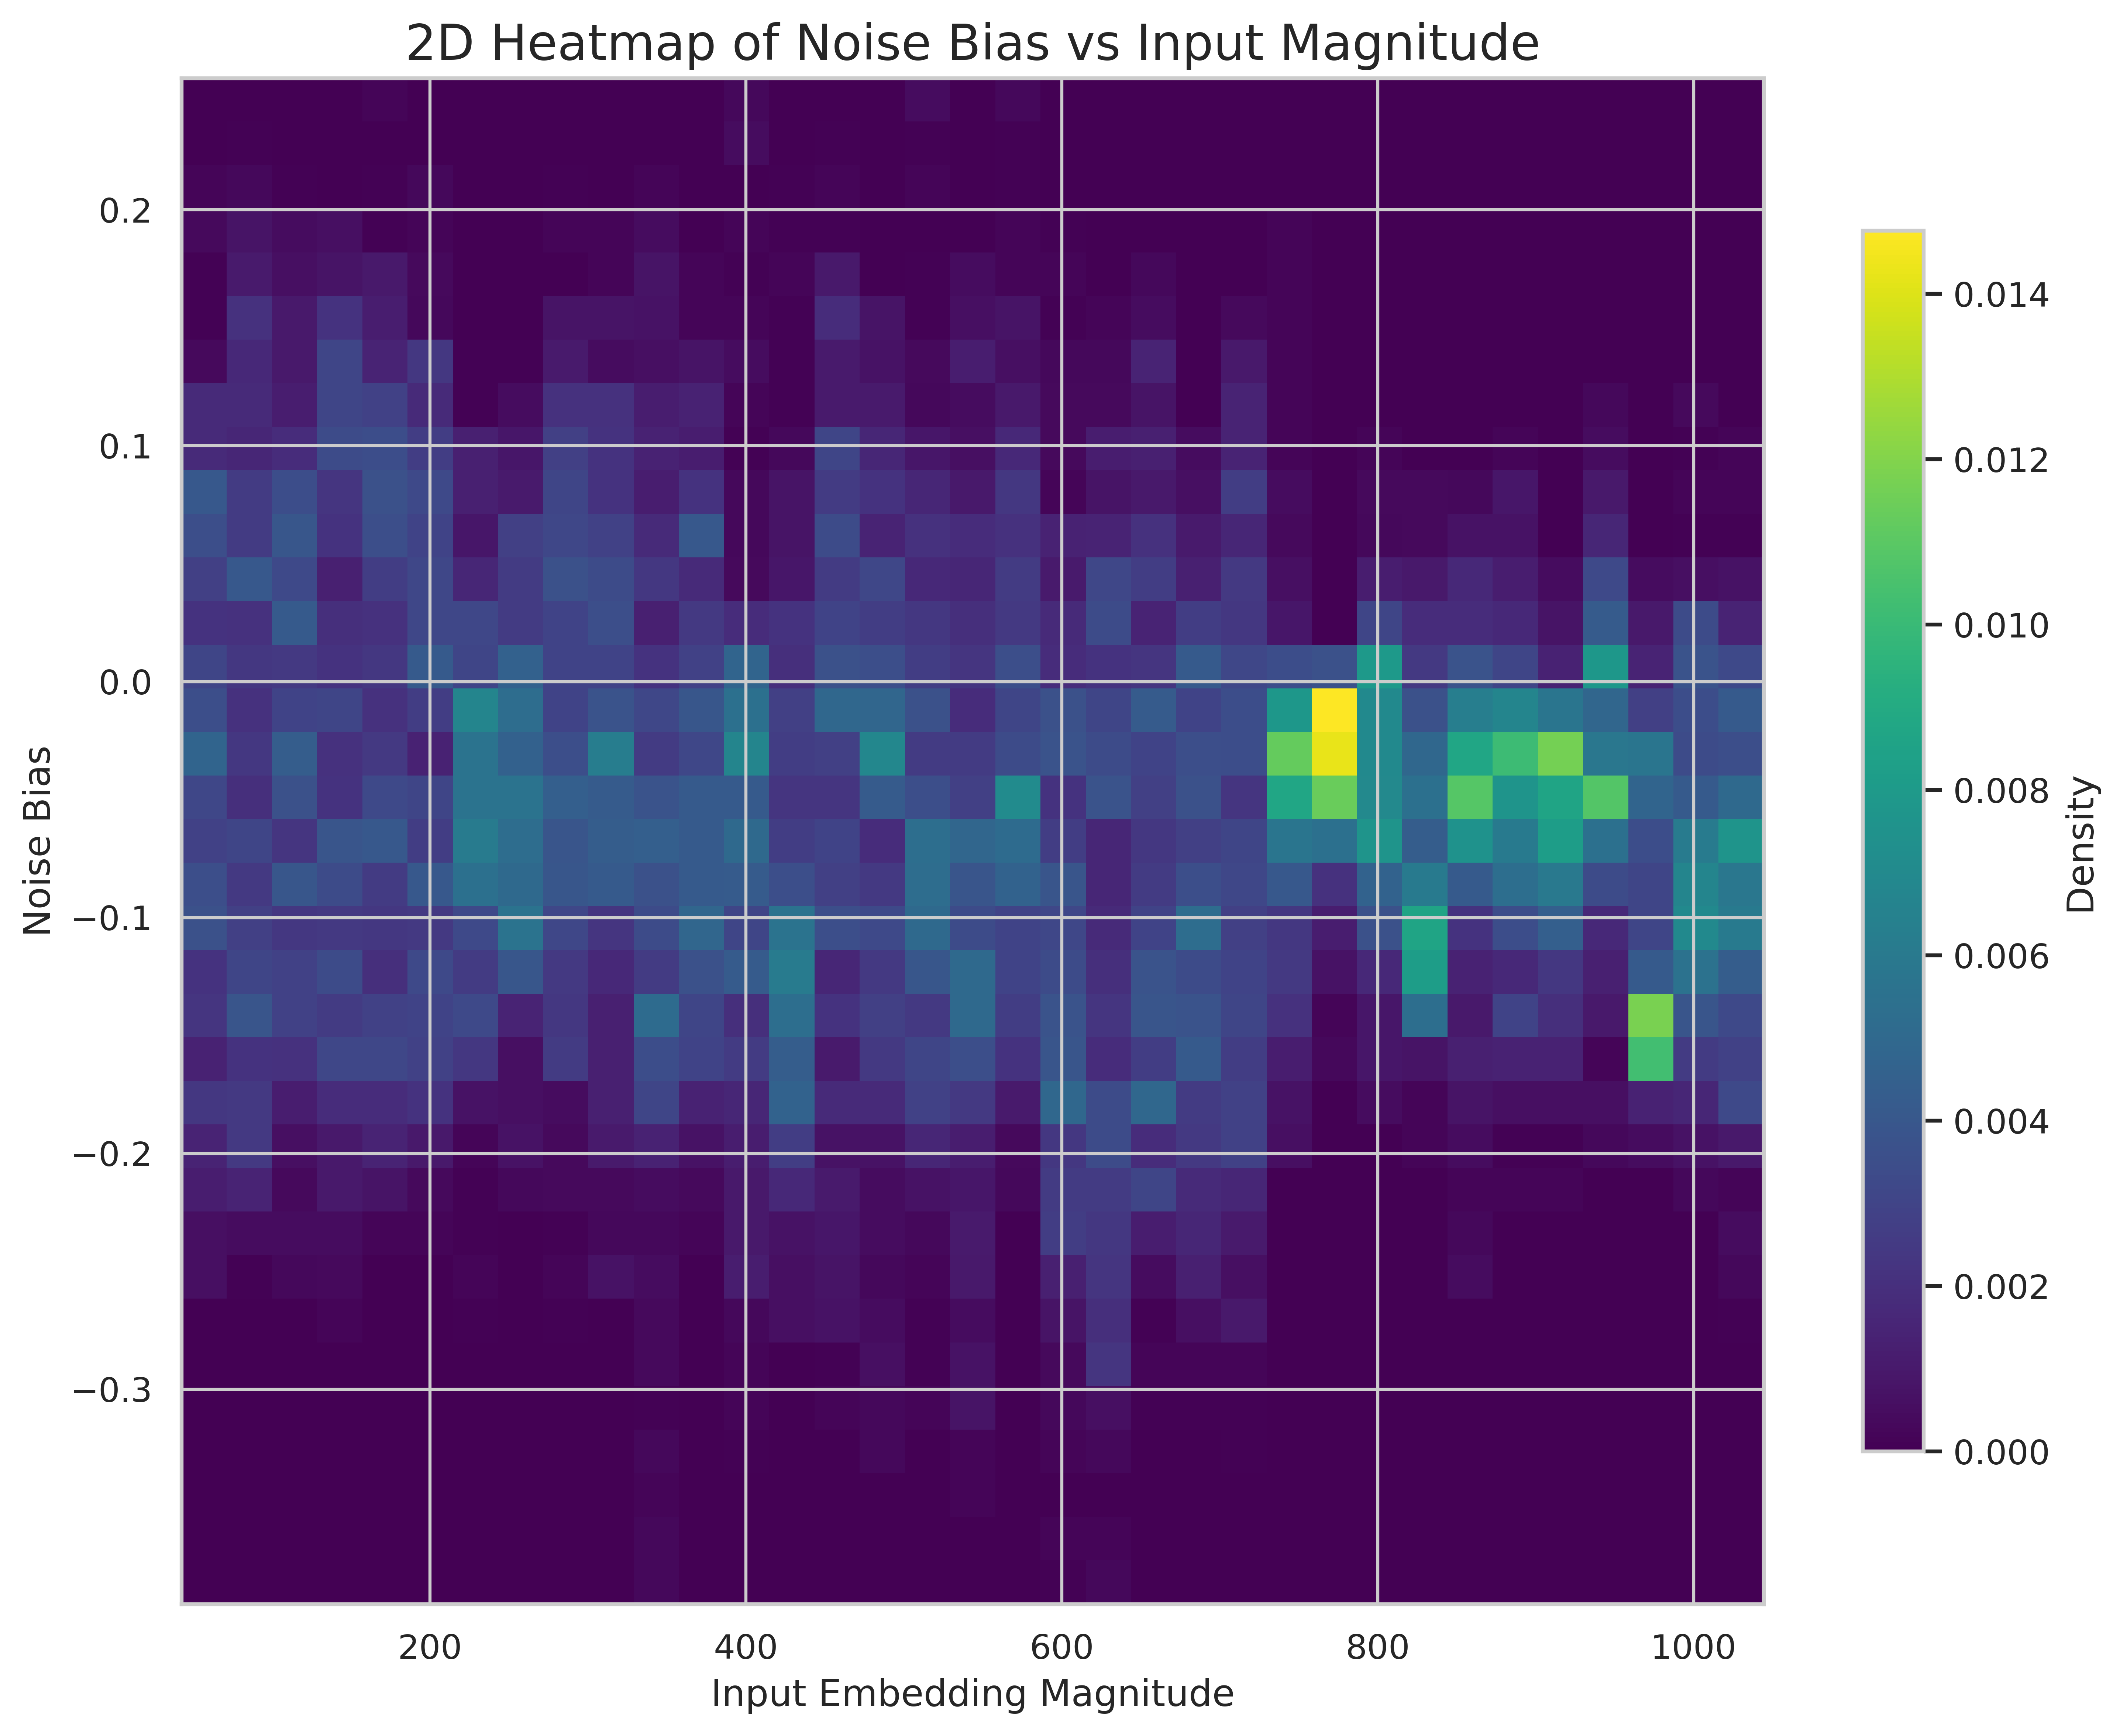 2D Heatmap of Noise Bias vs Input Magnitude
0.2
0.1
0.0
−0.1
−0.2
−0.3
Noise Bias
200 400 600 800 1000
Input Embedding Magnitude
0.014
0.012
0.010
0.008
0.006
0.004
0.002
0.000
Density